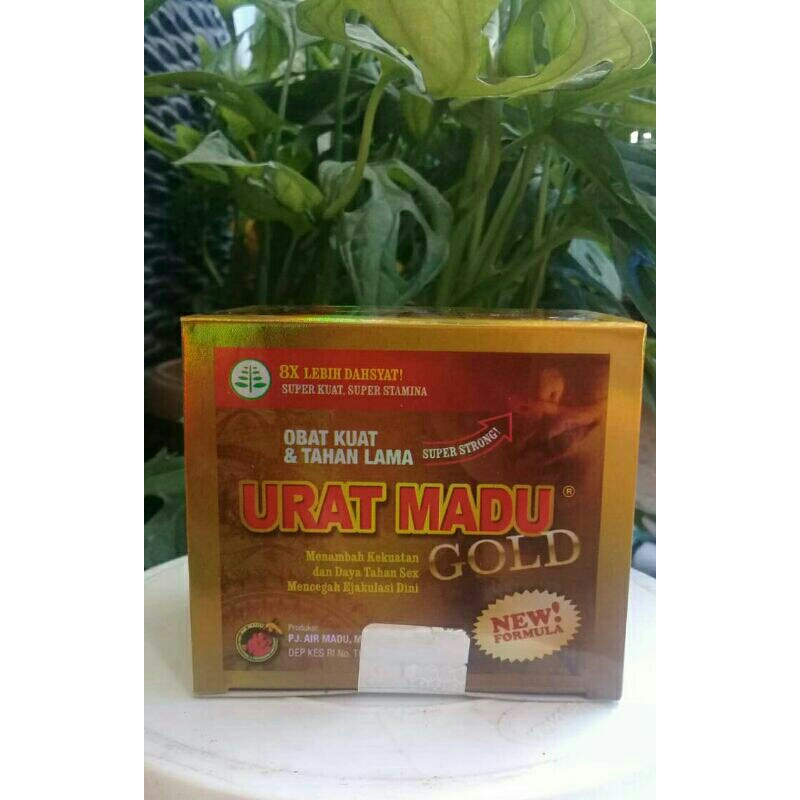 8X LEBIH DAHSYAT!
SUPER KUAT, SUPER STAMINA
OBAT KUAT
& TAHAN LAMA
SUPER STRONG!
URAT MADU ®
GOLD
Menambah Kekuatan
dan Daya Tahan Sex
Mencegah Ejakulasi Dini
NEW!
FORMULA
Produksi:
P.J. AIR MADU,
DEP KES RI No.